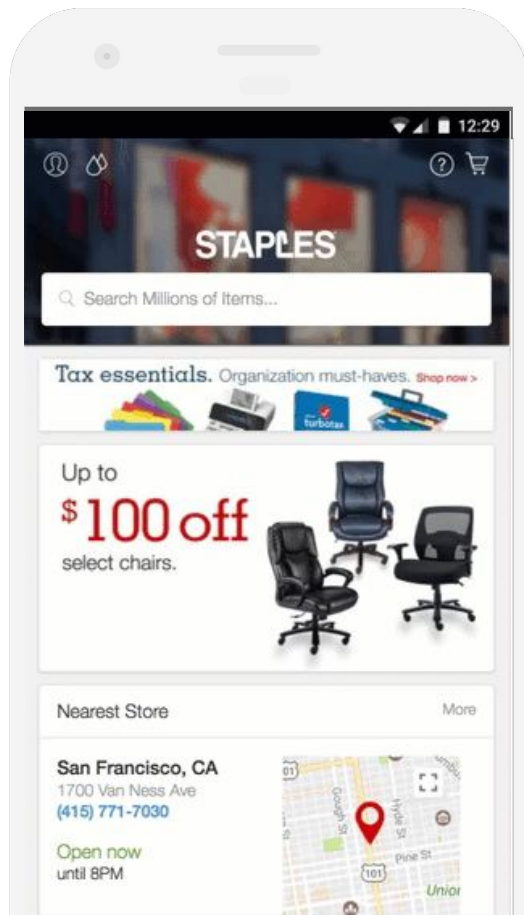 12:29
STAPLES
Search Millions of Items...
Tax essentials. Organization must-haves. Shop now >
turbotax
Up to
$100 off
select chairs.
Nearest Store
More
San Francisco, CA
1700 Van Ness Ave
(415) 771-7030
Open now
until 8PM
101
Gough St
Hyde St
Pine St
101